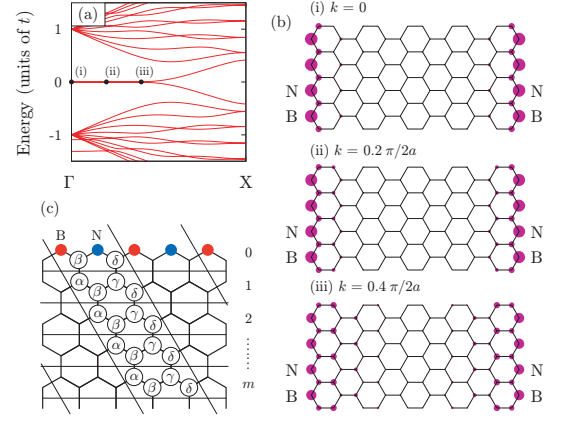 (a)
Energy (units of t)
1
0
-1
(i) (ii) (iii)
Γ X
(b)
(i) k = 0
N N
B B
(ii) k = 0.2 π/2a
N N
B B
(iii) k = 0.4 π/2a
N N
B B
(c)
B N
β δ 0
α β γ δ 1
α β γ δ 2
α β γ δ ......
α β γ m